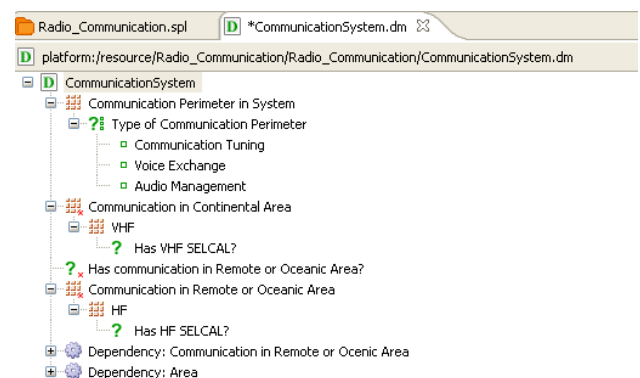 Radio_Communication.spl *CommunicationSystem.dm
platform:/resource/Radio_Communication/Radio_Communication/CommunicationSystem.dm
CommunicationSystem
Communication Perimeter in System
Type of Communication Perimeter
Communication Tuning
Voice Exchange
Audio Management
Communication in Continental Area
VHF
Has VHF SELCAL?
Has communication in Remote or Oceanic Area?
Communication in Remote or Oceanic Area
HF
Has HF SELCAL?
Dependency: Communication in Remote or Ocenic Area
Dependency: Area